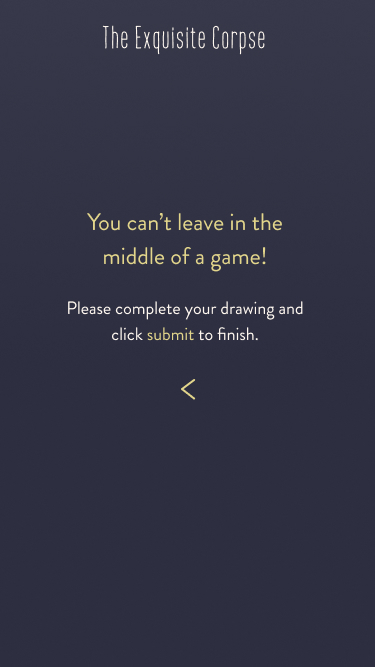 The Exquisite Corpse
You can’t leave in the
middle of a game!
Please complete your drawing and
click submit to finish.